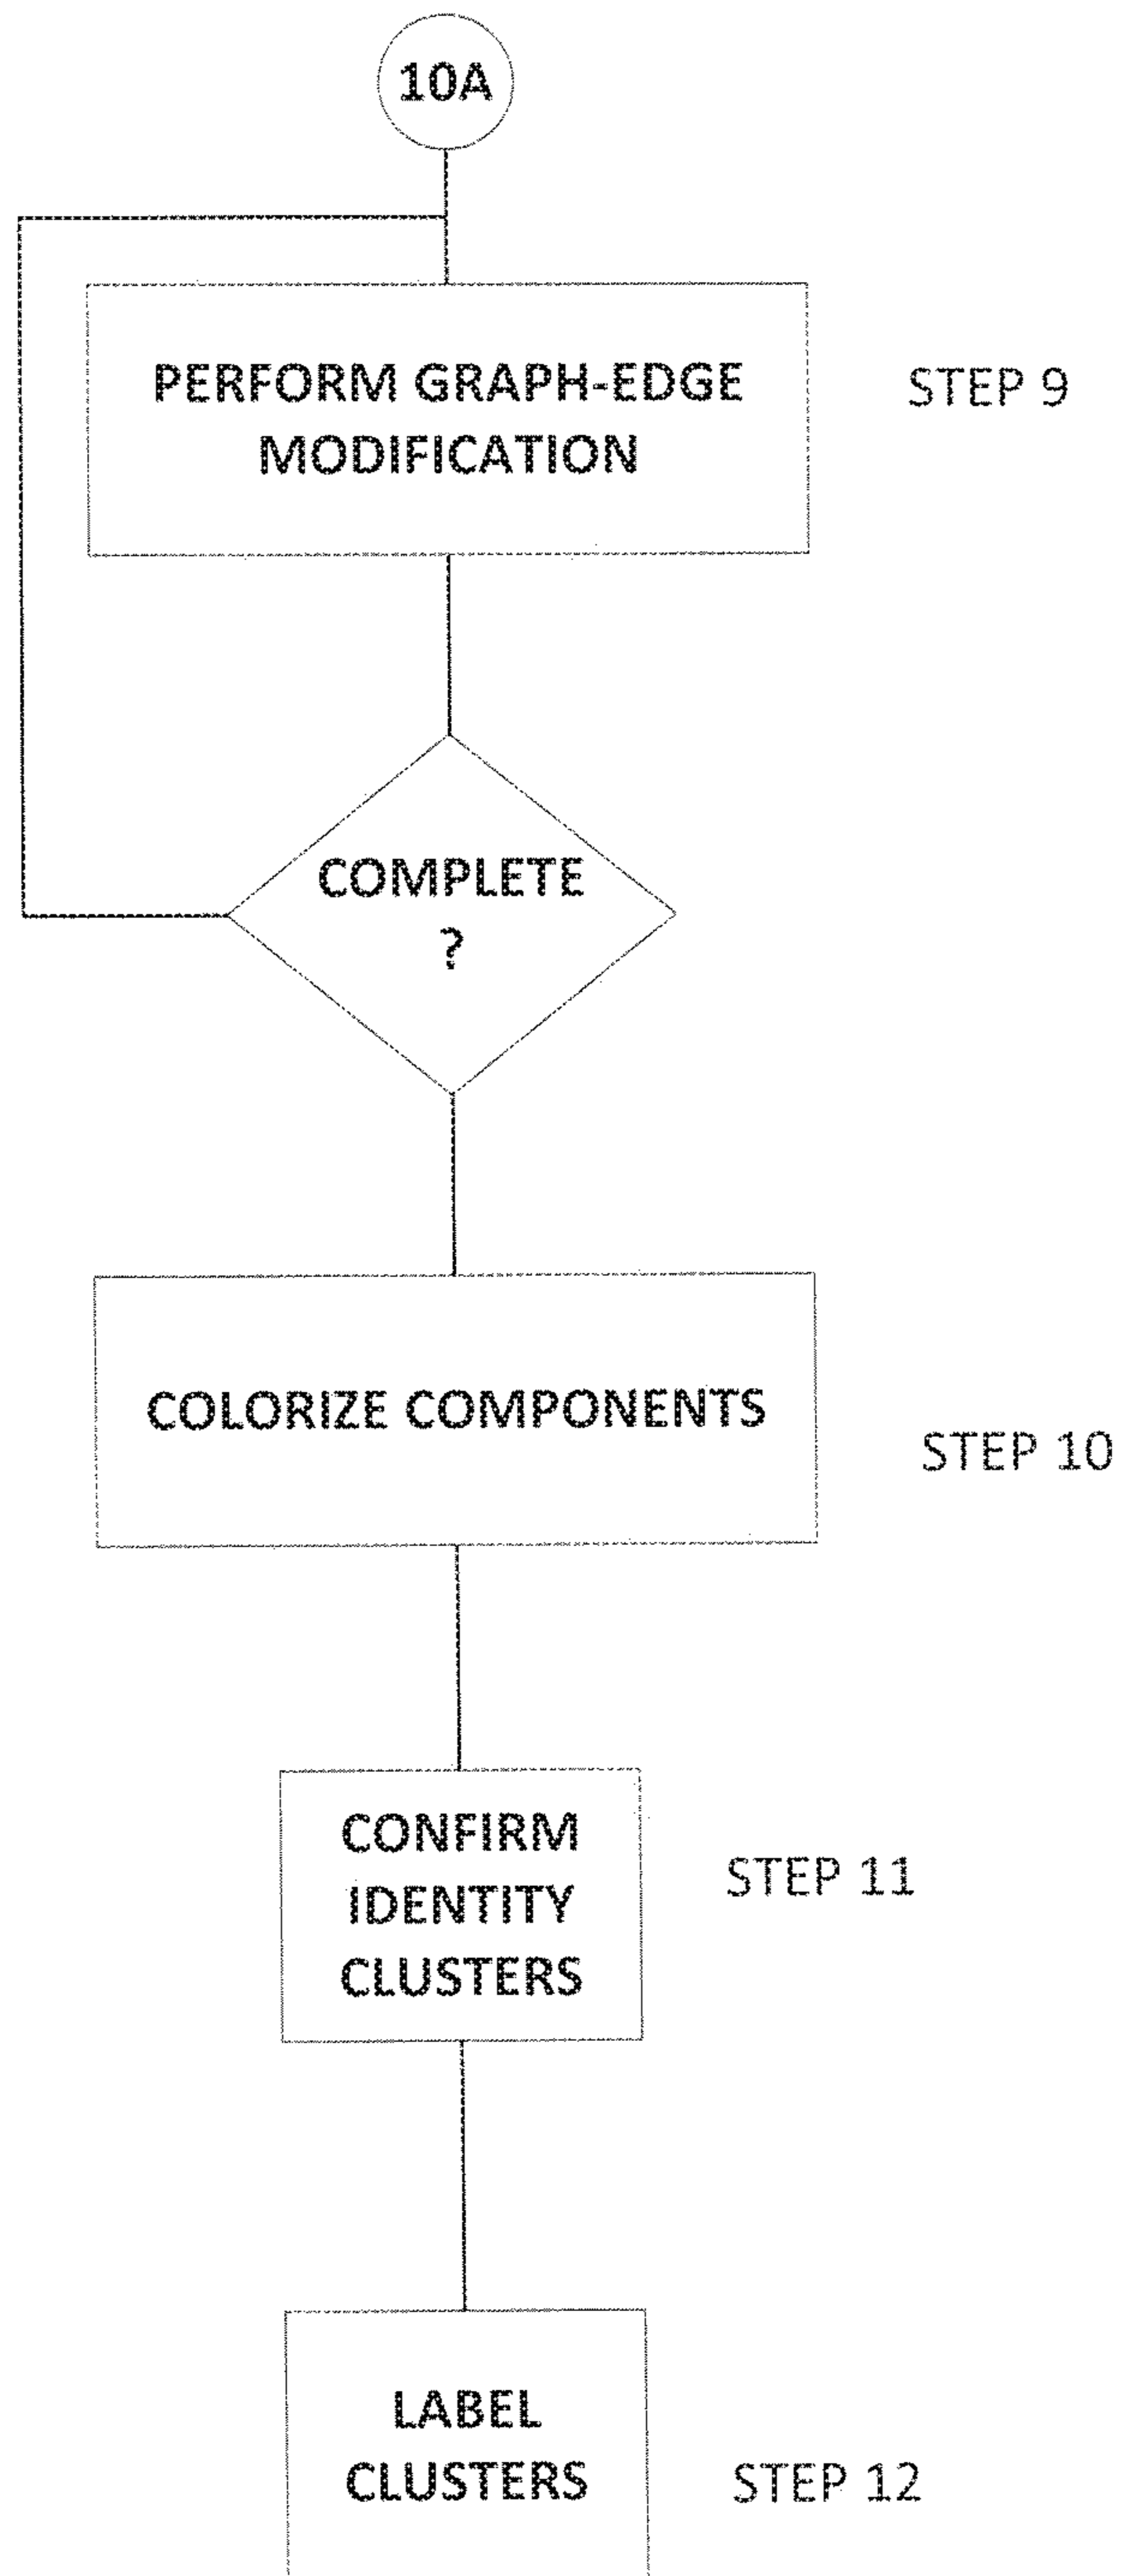 10A
PERFORM GRAPH-EDGE
MODIFICATION
STEP 9
COMPLETE
?
COLORIZE COMPONENTS
STEP 10
CONFIRM
IDENTITY
CLUSTERS
STEP 11
LABEL
CLUSTERS
STEP 12